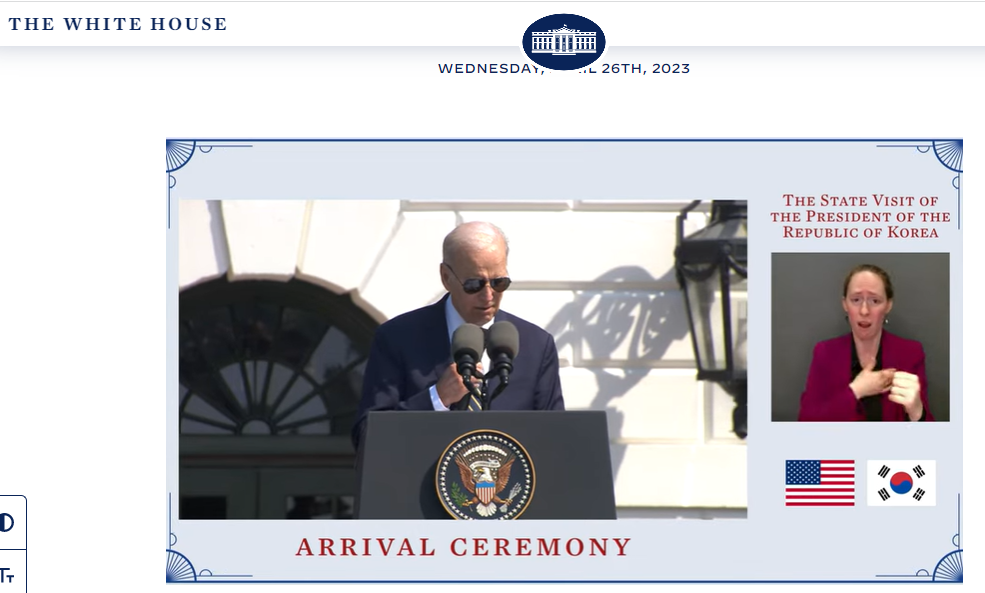 THE WHITE HOUSE
WEDNESDAY, 26TH, 2023
THE STATE VISIT OF
THE PRESIDENT OF THE
REPUBLIC OF KOREA
ARRIVAL CEREMONY